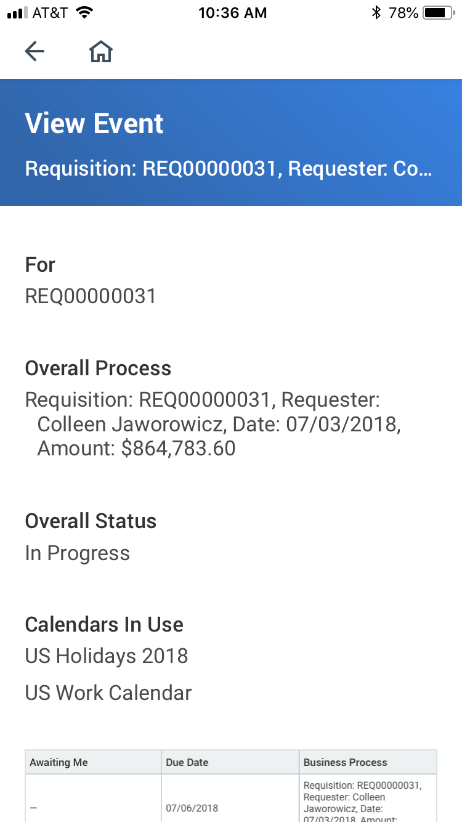 AT&T 10:36 AM 78%
View Event
Requisition: REQ00000031, Requester: Co...
For
REQ00000031
Overall Process
Requisition: REQ00000031, Requester:
Colleen Jaworowicz, Date: 07/03/2018,
Amount: $864,783.60
Overall Status
In Progress
Calendars In Use
US Holidays 2018
US Work Calendar
Awaiting Me Due Date Business Process
Requisition: REQ00000031,
Requester: Colleen
— 07/06/2018 Jaworowicz, Date:
07/03/2018, Amount: